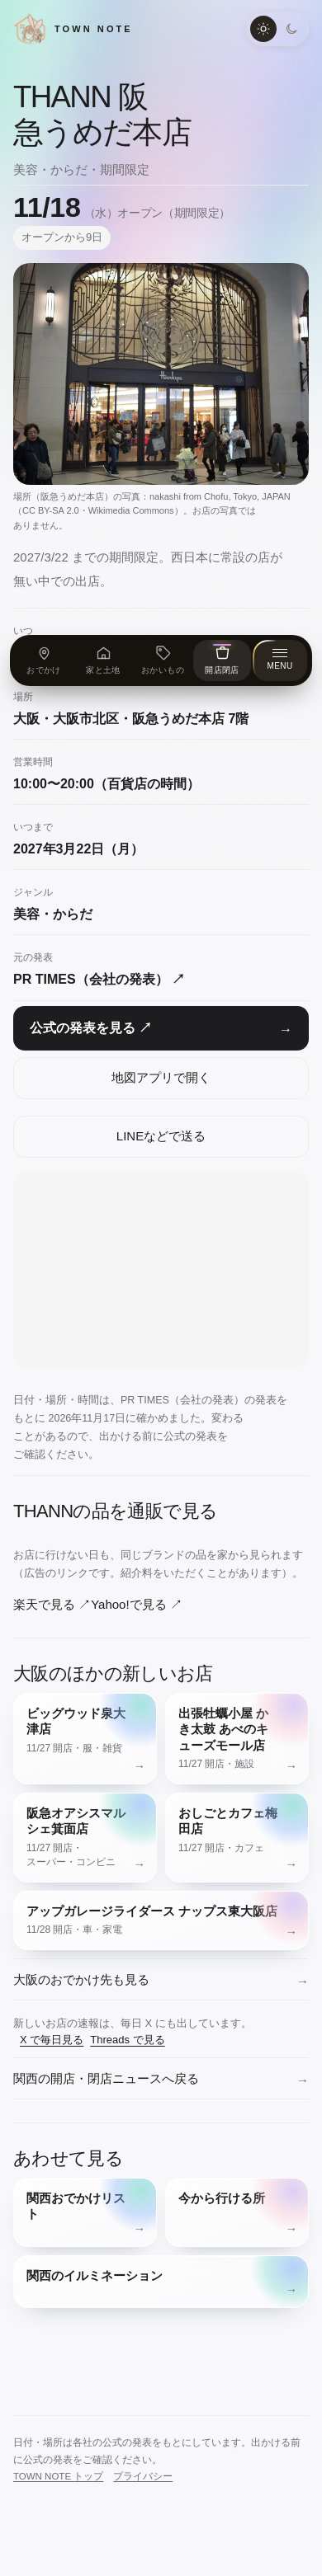 TOWN NOTE
THANN 阪
急うめだ本店
美容・からだ・期間限定
11/18 （水）オープン（期間限定）
オープンから9日
場所（阪急うめだ本店）の写真：nakashi from Chofu, Tokyo, JAPAN
（CC BY-SA 2.0・Wikimedia Commons）。お店の写真では
ありません。
2027/3/22 までの期間限定。西日本に常設の店が
無い中での出店。
いつ
おでかけ
家と土地
おかいもの
開店閉店
MENU
場所
大阪・大阪市北区・阪急うめだ本店 7階
営業時間
10:00〜20:00（百貨店の時間）
いつまで
2027年3月22日（月）
ジャンル
美容・からだ
元の発表
PR TIMES（会社の発表） ↗
公式の発表を見る ↗ →
地図アプリで開く
LINEなどで送る
日付・場所・時間は、PR TIMES（会社の発表）の発表を
もとに 2026年11月17日に確かめました。変わる
ことがあるので、出かける前に公式の発表を
ご確認ください。
THANNの品を通販で見る
お店に行けない日も、同じブランドの品を家から見られます
（広告のリンクです。紹介料をいただくことがあります）。
楽天で見る ↗Yahoo!で見る ↗
大阪のほかの新しいお店
ビッグウッド泉大
津店
11/27 開店・服・雑貨
→
出張牡蠣小屋 か
き太鼓 あべのキ
ューズモール店
11/27 開店・施設
→
阪急オアシスマル
シェ箕面店
11/27 開店・
スーパー・コンビニ
→
おしごとカフェ梅
田店
11/27 開店・カフェ
→
アップガレージライダース ナップス東大阪店
11/28 開店・車・家電
→
大阪のおでかけ先も見る →
新しいお店の速報は、毎日 X にも出しています。
X で毎日見る Threads で見る
関西の開店・閉店ニュースへ戻る →
あわせて見る
関西おでかけリス
ト
→
今から行ける所
→
関西のイルミネーション
→
日付・場所は各社の公式の発表をもとにしています。出かける前
に公式の発表をご確認ください。
TOWN NOTE トップ プライバシー